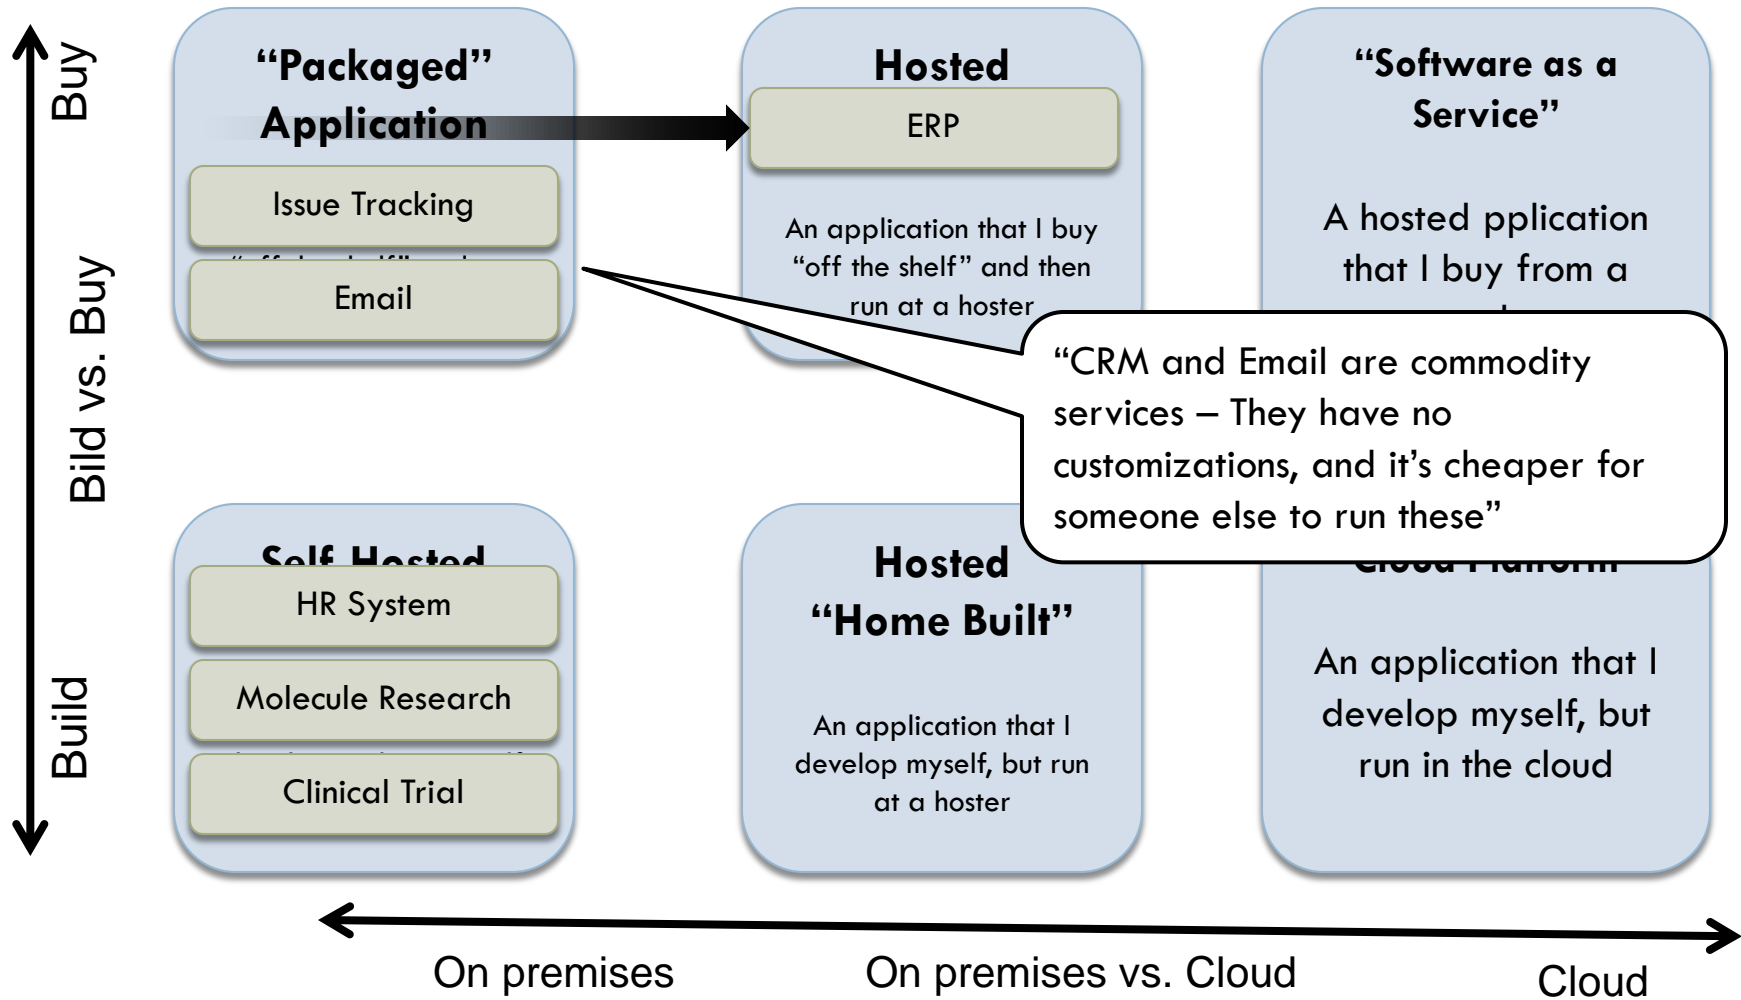 Buy
Bild vs. Buy
Build
“Packaged”
Application
Issue Tracking
Email
Hosted
ERP
An application that I buy
“off the shelf” and then
run at a hoster
“Software as a
Service”
A hosted pplication
that I buy from a
“CRM and Email are commodity
services – They have no
customizations, and it’s cheaper for
someone else to run these”
Self Hosted
HR System
Molecule Research
Clinical Trial
Hosted
“Home Built”
An application that I
develop myself, but run
at a hoster
Cloud Platform
An application that I
develop myself, but
run in the cloud
On premises
On premises vs. Cloud
Cloud